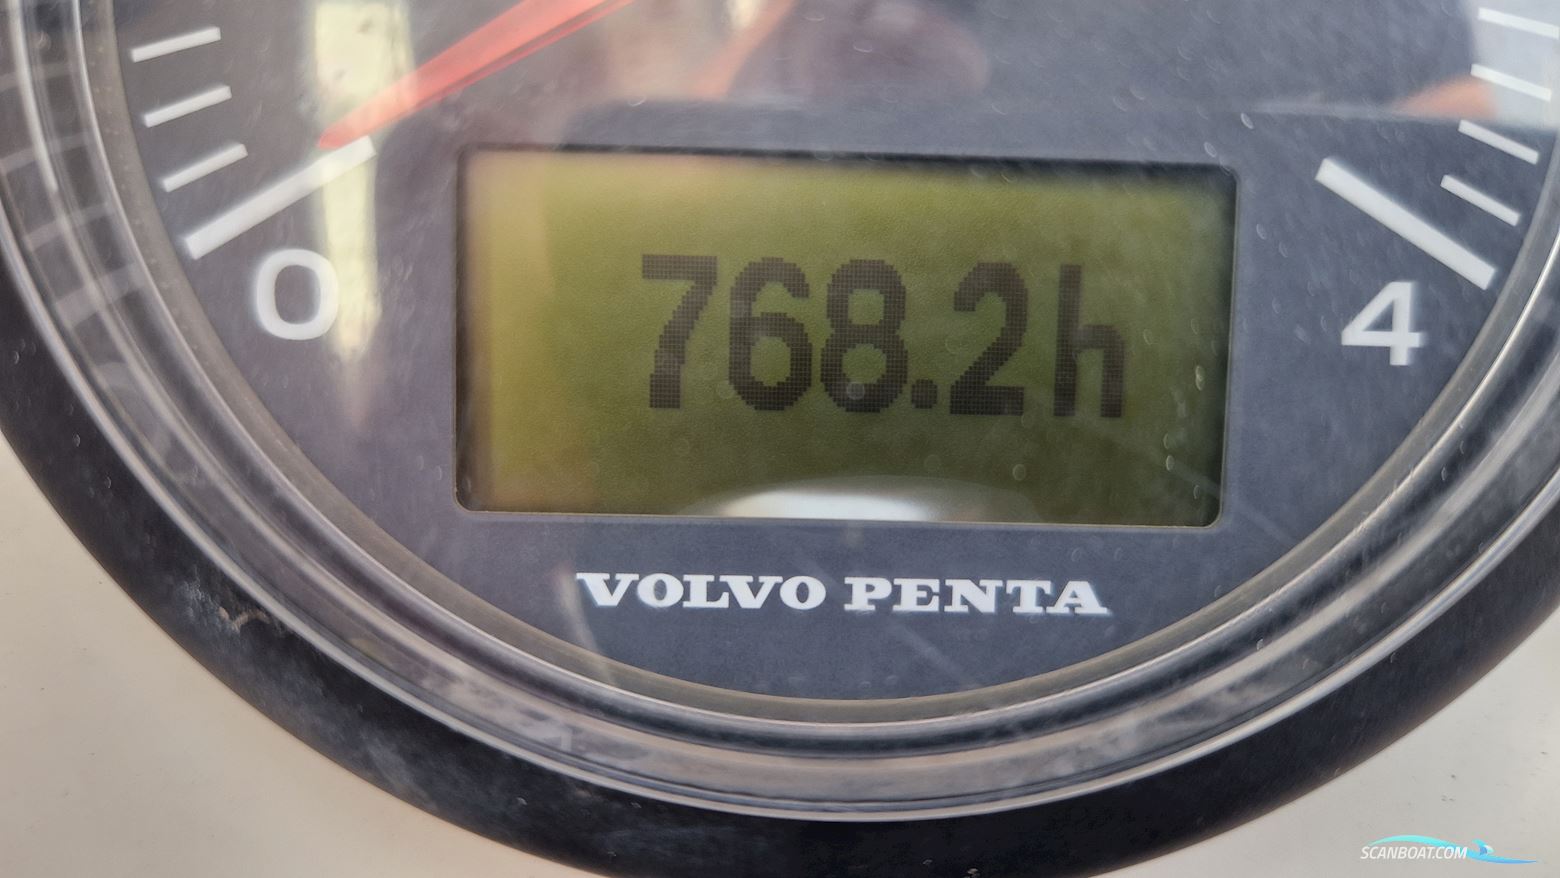 768.2h
0
4
VOLVO PENTA
SCANBOAT.COM